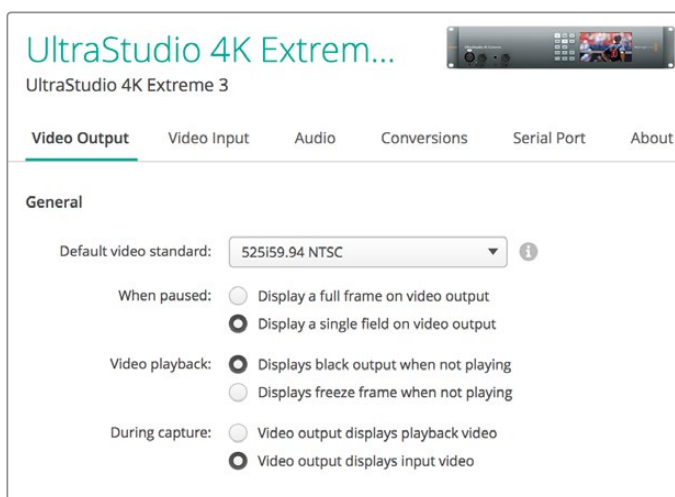 UltraStudio 4K Extrem...
UltraStudio 4K Extreme 3
Video Output Video Input Audio Conversions Serial Port About
General
Default video standard: 525i59.94 NTSC
When paused: Display a full frame on video output
Display a single field on video output
Video playback: Displays black output when not playing
Displays freeze frame when not playing
During capture: Video output displays playback video
Video output displays input video